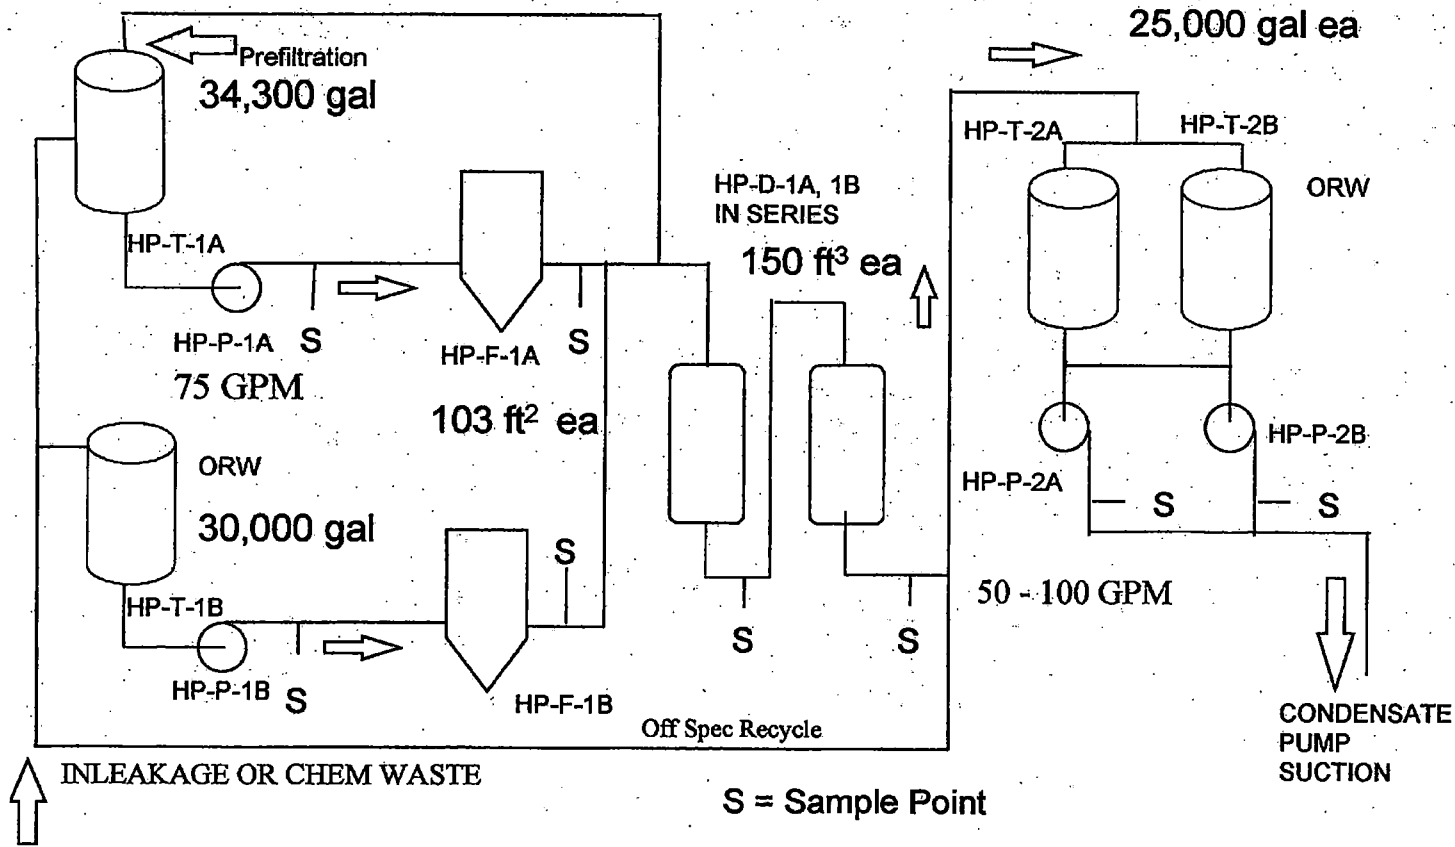 Prefiltration
34,300 gal
HP-T-1A
HP-P-1A
S
75 GPM
HP-F-1A
S
103 ft² ea
ORW
30,000 gal
HP-T-1B
HP-P-1B
S
S
HP-F-1B
INLEAKAGE OR CHEM WASTE
Off Spec Recycle
HP-D-1A, 1B
IN SERIES
150 ft³ ea
S
S
S = Sample Point
25,000 gal ea
HP-T-2A
HP-T-2B
ORW
HP-P-2A
HP-P-2B
S
S
50 - 100 GPM
CONDENSATE
PUMP
SUCTION